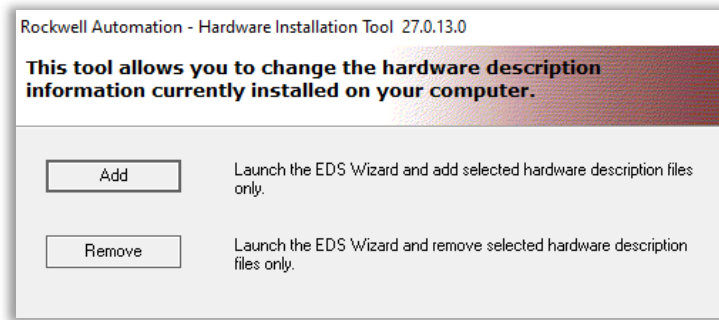 Rockwell Automation - Hardware Installation Tool 27.0.13.0
This tool allows you to change the hardware description
information currently installed on your computer.
Add
Launch the EDS Wizard and add selected hardware description files
only.
Remove
Launch the EDS Wizard and remove selected hardware description
files only.